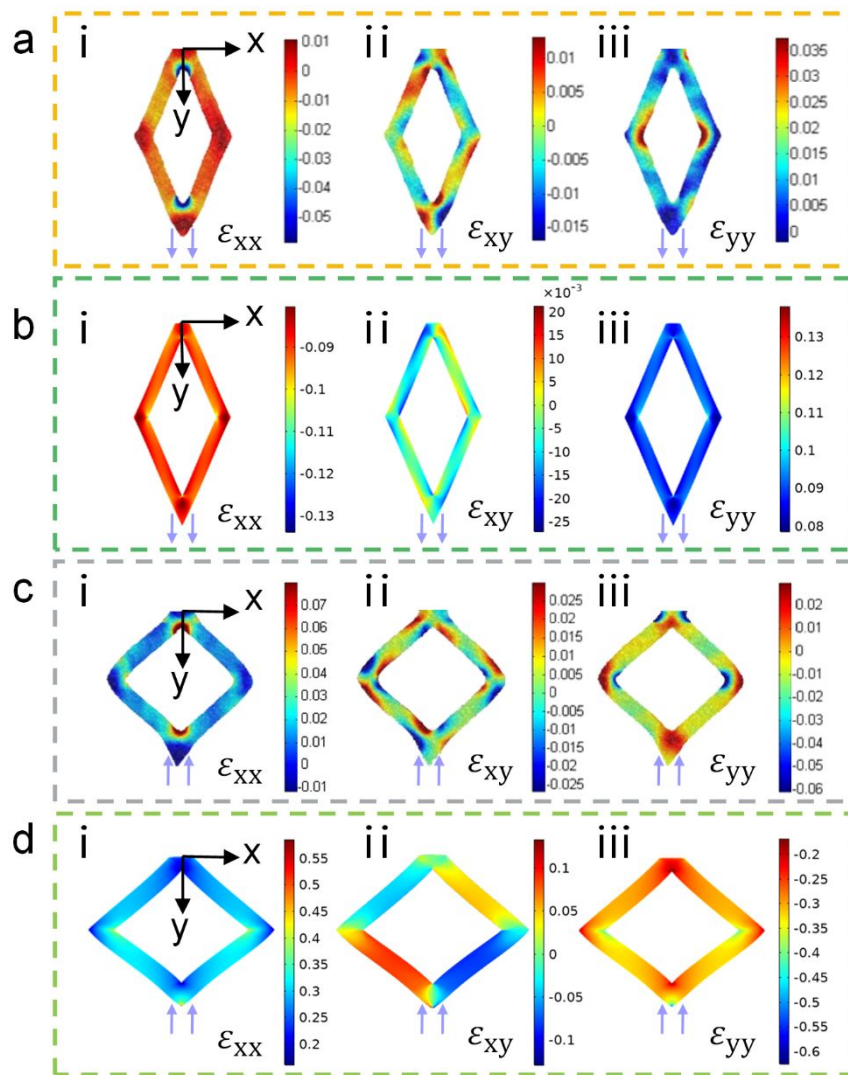 a
i
ii
iii
x
y
0.01
0
-0.01
-0.02
-0.03
-0.04
-0.05
εxx
0.01
0.005
0
-0.005
-0.01
-0.015
εxy
0.035
0.03
0.025
0.02
0.015
0.01
0.005
0
εyy
b
i
ii
iii
x
y
-0.09
-0.1
-0.105
-0.11
-0.12
-0.13
εxx
×10⁻³
20
15
10
5
0
-5
-10
-15
-20
-25
εxy
0.13
0.12
0.11
0.1
0.09
0.08
εyy
c
i
ii
iii
x
y
0.07
0.06
0.05
0.04
0.03
0.02
0.01
0
-0.01
εxx
0.025
0.020
0.015
0.010
0.005
0
-0.005
-0.010
-0.015
-0.020
-0.025
εxy
0.02
0.01
0
-0.01
-0.02
-0.03
-0.04
-0.05
-0.06
εyy
d
i
ii
iii
x
y
0.55
0.5
0.45
0.4
0.35
0.3
0.25
0.2
εxx
0.1
0.05
0
-0.05
-0.1
εxy
-0.2
-0.25
-0.3
-0.35
-0.4
-0.45
-0.5
-0.55
-0.6
εyy